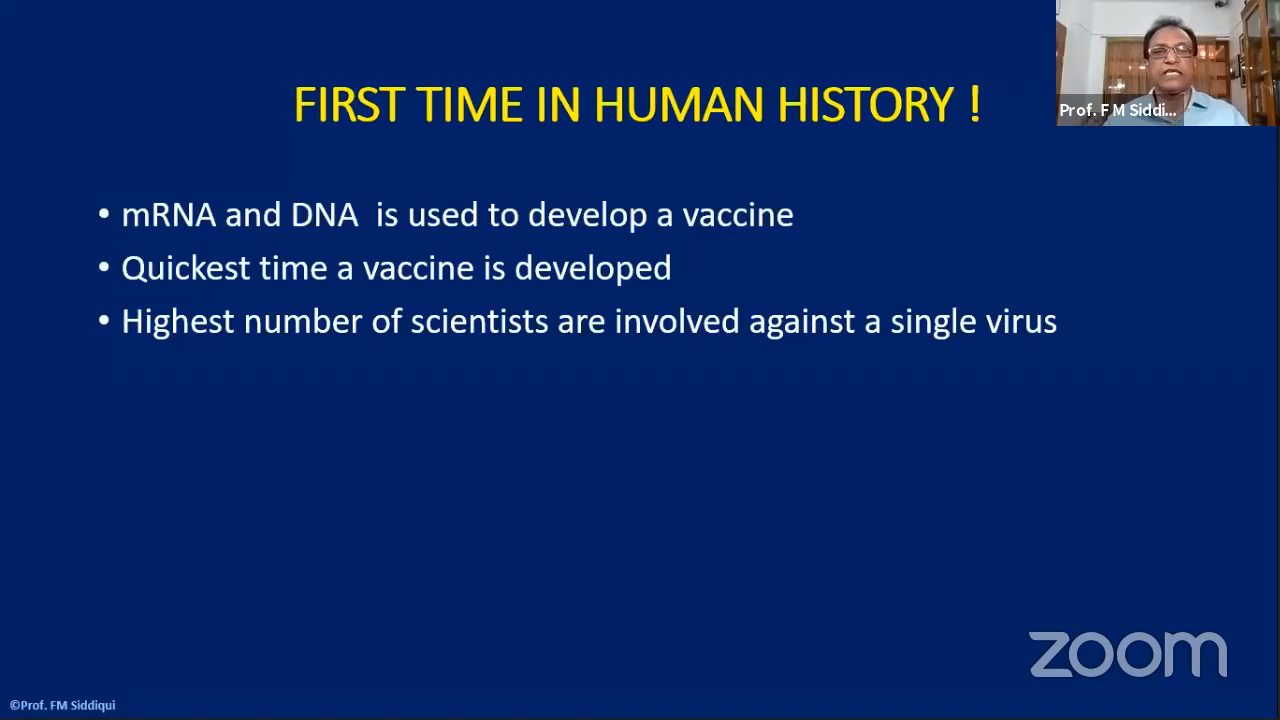 FIRST TIME IN HUMAN HISTORY !
Prof. F M Siddi...
• mRNA and DNA  is used to develop a vaccine
• Quickest time a vaccine is developed
• Highest number of scientists are involved against a single virus
zoom
©Prof. FM Siddiqui